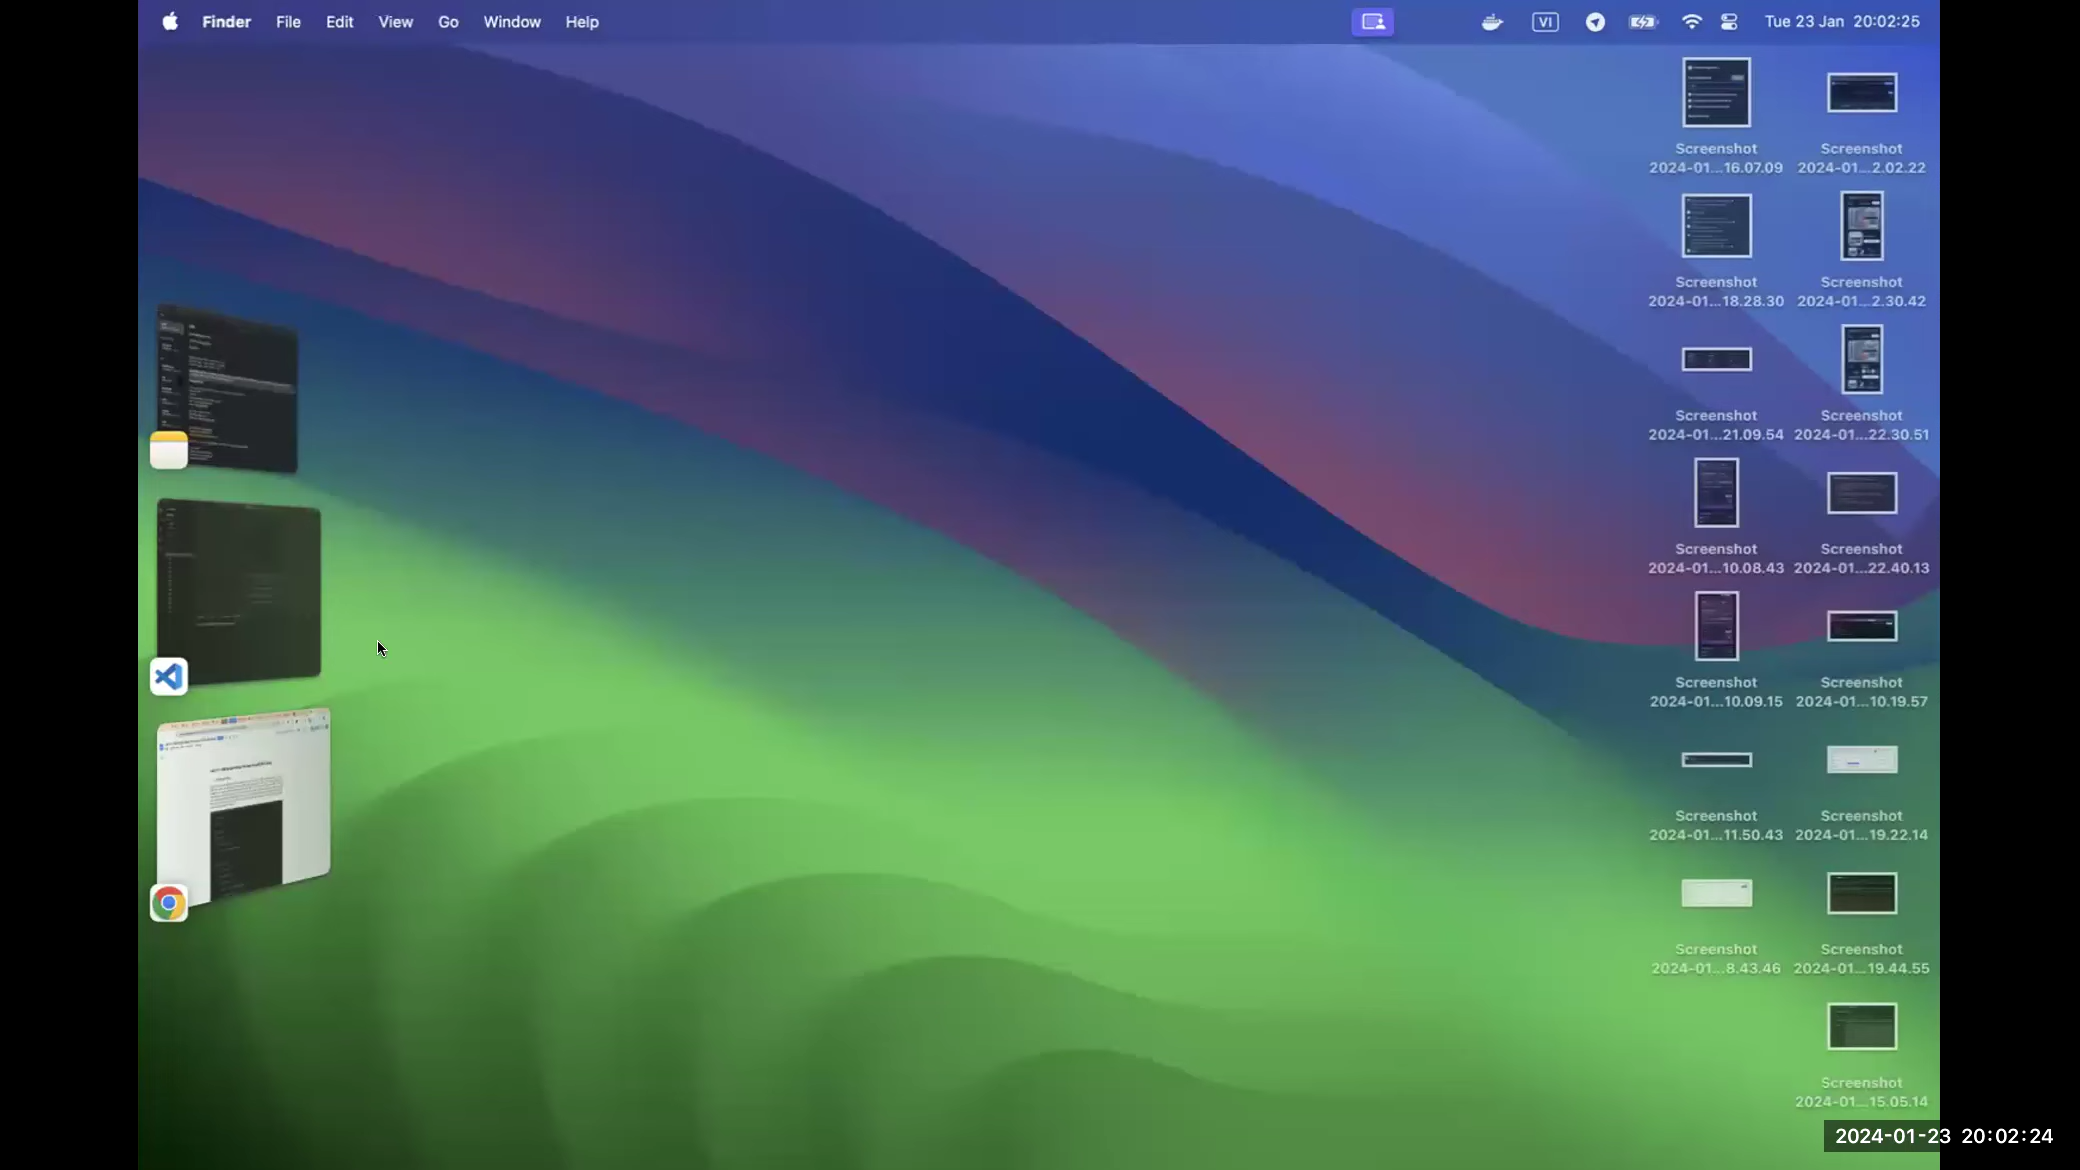 Finder File Edit View Go Window Help VI Tue 23 Jan 20:02:25
Screenshot
2024-01...16.07.09
Screenshot
2024-01...2.02.22
Screenshot
2024-01...18.28.30
Screenshot
2024-01...2.30.42
Screenshot
2024-01...21.09.54
Screenshot
2024-01...22.30.51
Screenshot
2024-01...10.08.43
Screenshot
2024-01...22.40.13
Screenshot
2024-01...10.09.15
Screenshot
2024-01...10.19.57
Screenshot
2024-01...11.50.43
Screenshot
2024-01...19.22.14
Screenshot
2024-01...8.43.46
Screenshot
2024-01...19.44.55
Screenshot
2024-01...15.05.14
2024-01-23 20:02:24